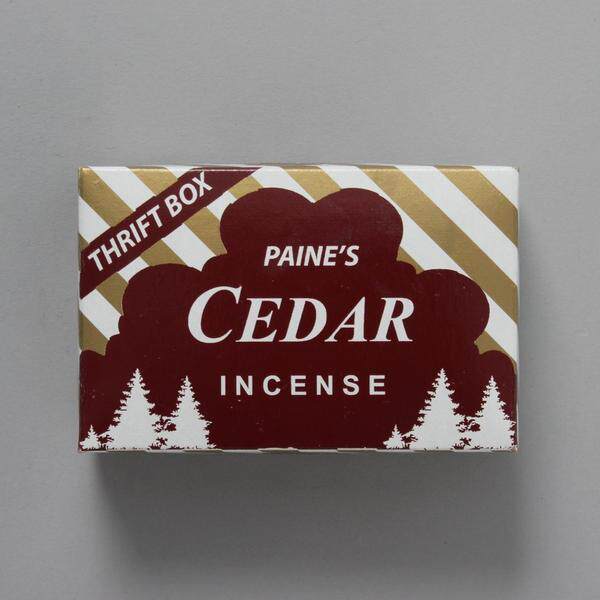 THRIFT BOX
PAINE'S
CEDAR
INCENSE